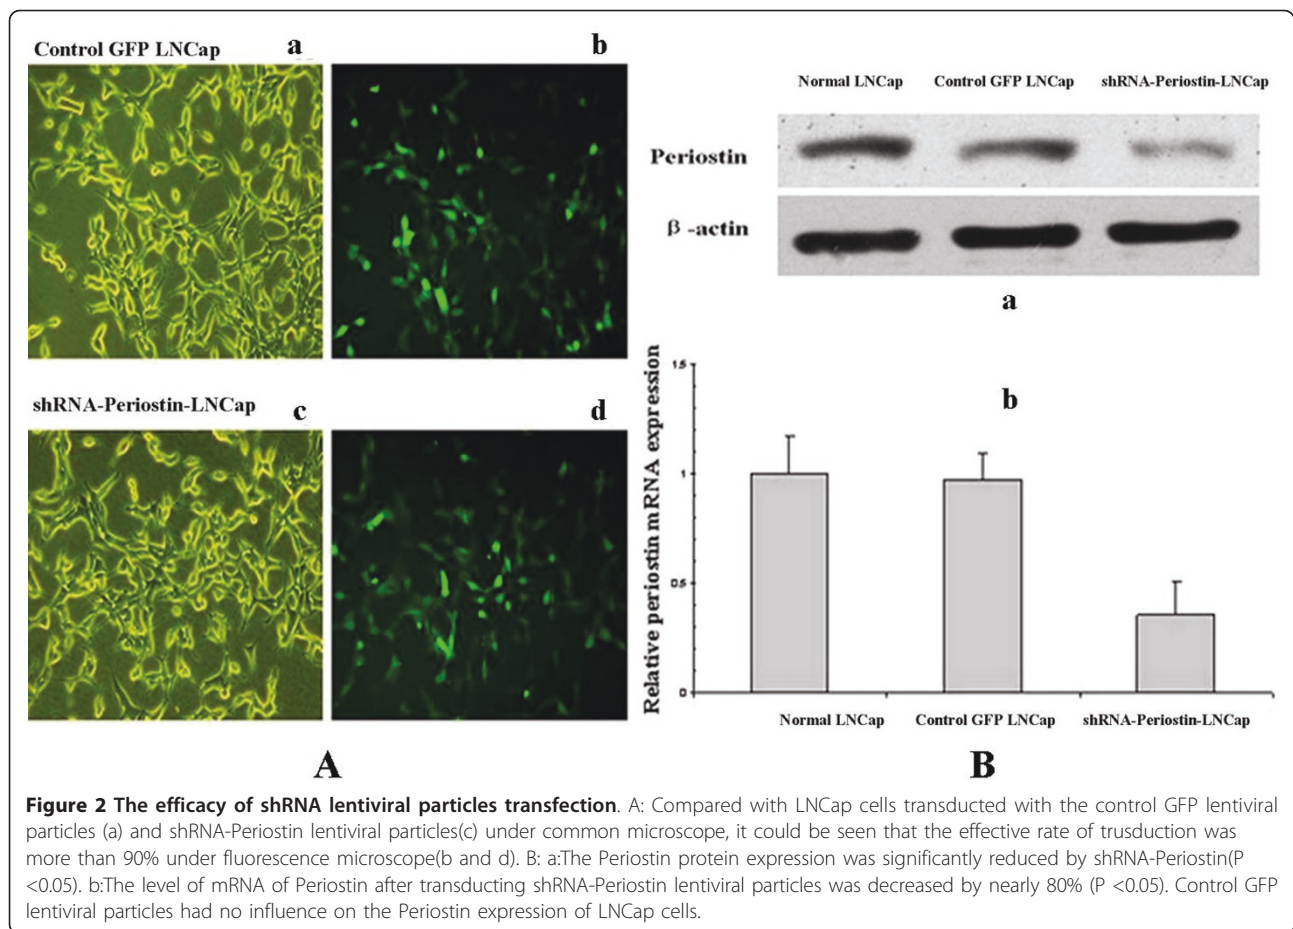 Control GFP LNCap
a
b
shRNA-Periostin-LNCap
c
d
A
Normal LNCap Control GFP LNCap shRNA-Periostin-LNCap
Periostin
β -actin
a
Relative periostin mRNA expression
1.5
1
0.5
0
b
Normal LNCap Control GFP LNCap shRNA-Periostin-LNCap
B
Figure 2 The efficacy of shRNA lentiviral particles transfection. A: Compared with LNCap cells transducted with the control GFP lentiviral
particles (a) and shRNA-Periostin lentiviral particles(c) under common microscope, it could be seen that the effective rate of trusduction was
more than 90% under fluorescence microscope(b and d). B: a:The Periostin protein expression was significantly reduced by shRNA-Periostin(P
<0.05). b:The level of mRNA of Periostin after transducting shRNA-Periostin lentiviral particles was decreased by nearly 80% (P <0.05). Control GFP
lentiviral particles had no influence on the Periostin expression of LNCap cells.